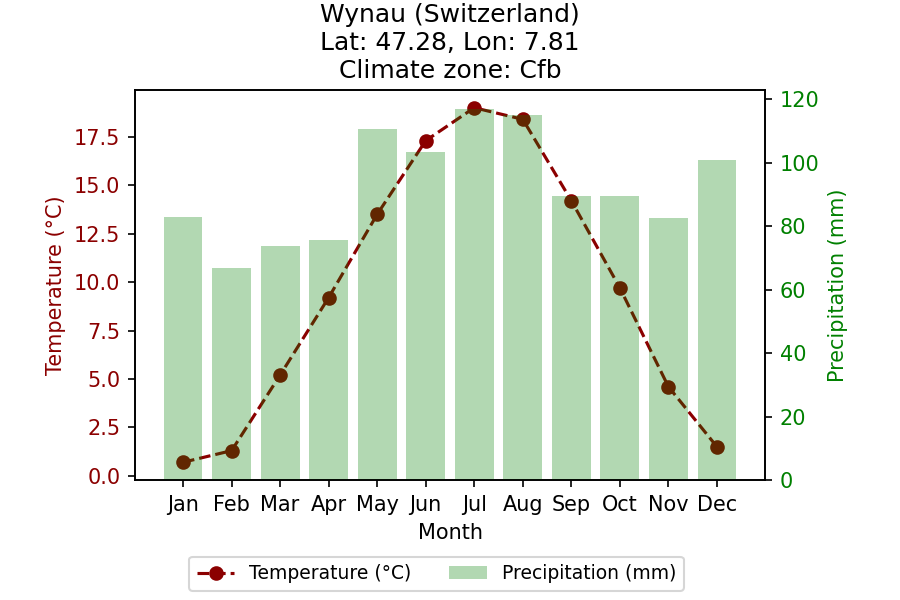 Wynau (Switzerland)
Lat: 47.28, Lon: 7.81
Climate zone: Cfb
Temperature (°C)
17.5
15.0
12.5
10.0
7.5
5.0
2.5
0.0
Precipitation (mm)
120
100
80
60
40
20
0
Jan Feb Mar Apr May Jun Jul Aug Sep Oct Nov Dec
Month
Temperature (°C) Precipitation (mm)